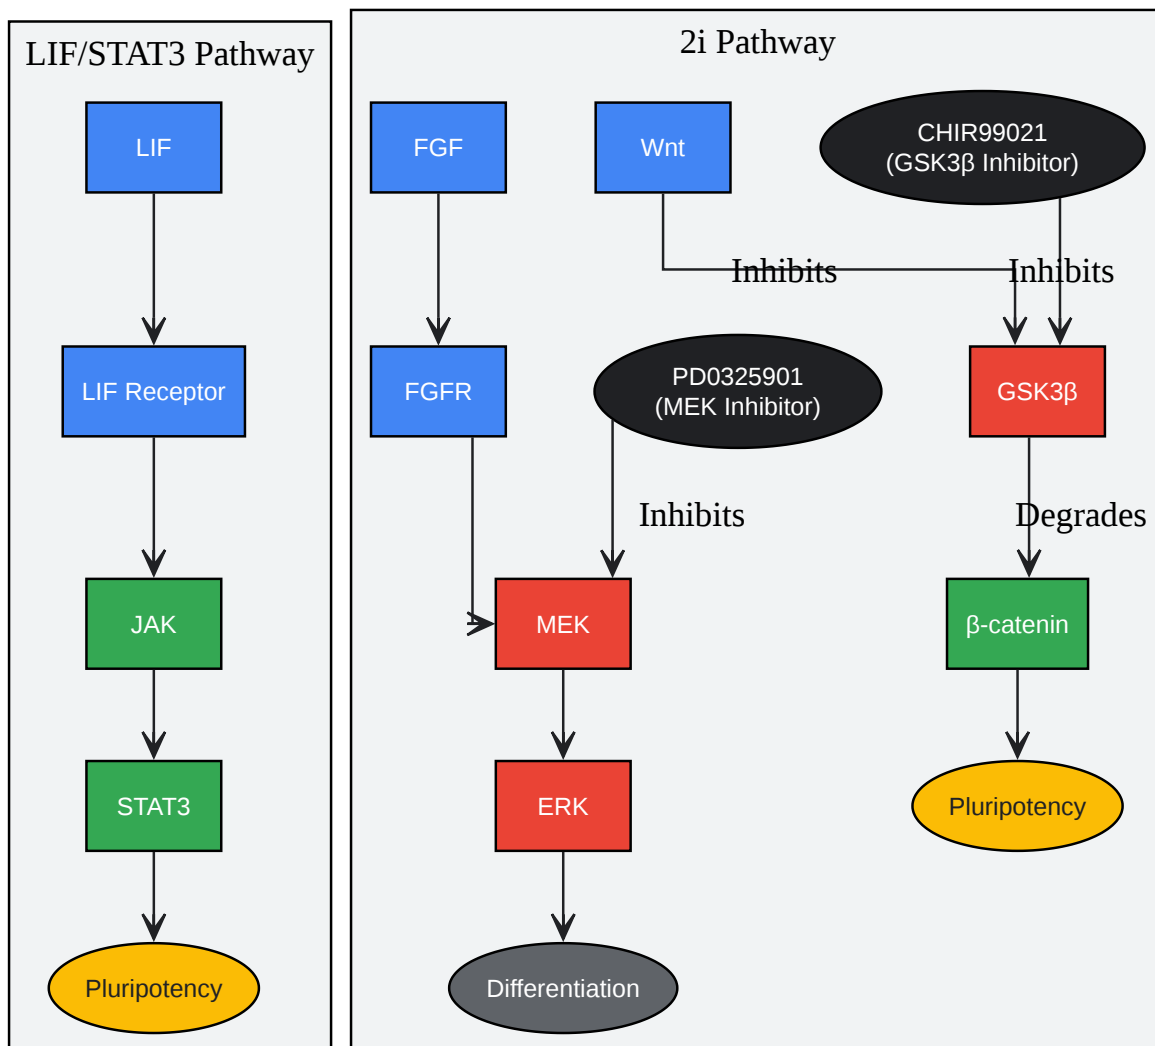 LIF/STAT3 Pathway
LIF
LIF Receptor
JAK
STAT3
Pluripotency
2i Pathway
FGF
Wnt
CHIR99021
(GSK3β Inhibitor)
Inhibits
Inhibits
FGFR
PD0325901
(MEK Inhibitor)
GSK3β
Inhibits
Degrades
MEK
β-catenin
ERK
Pluripotency
Differentiation